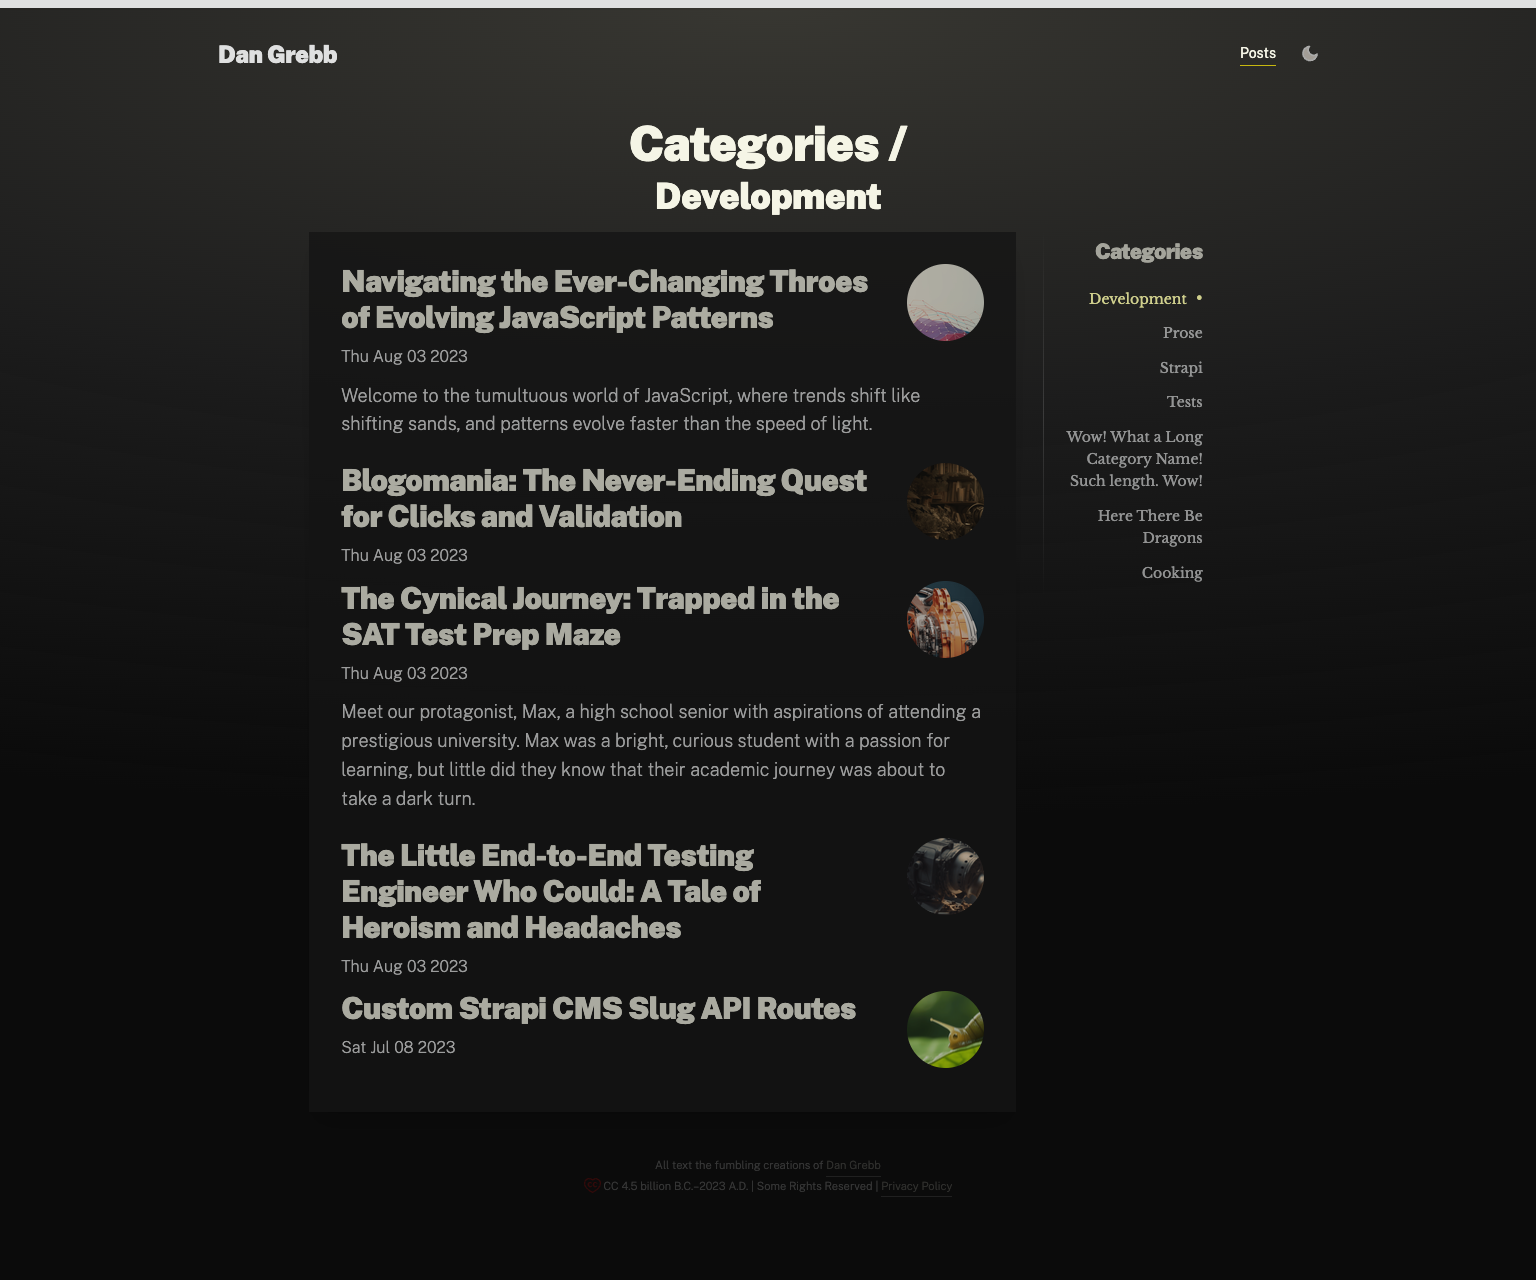 Dan Grebb
Posts
Categories /
Development
Navigating the Ever-Changing Throes
of Evolving JavaScript Patterns
Thu Aug 03 2023
Welcome to the tumultuous world of JavaScript, where trends shift like
shifting sands, and patterns evolve faster than the speed of light.
Blogomania: The Never-Ending Quest
for Clicks and Validation
Thu Aug 03 2023
The Cynical Journey: Trapped in the
SAT Test Prep Maze
Thu Aug 03 2023
Meet our protagonist, Max, a high school senior with aspirations of attending a
prestigious university. Max was a bright, curious student with a passion for
learning, but little did they know that their academic journey was about to
take a dark turn.
The Little End-to-End Testing
Engineer Who Could: A Tale of
Heroism and Headaches
Thu Aug 03 2023
Custom Strapi CMS Slug API Routes
Sat Jul 08 2023
Categories
Development •
Prose
Strapi
Tests
Wow! What a Long
Category Name!
Such length. Wow!
Here There Be
Dragons
Cooking
All text the fumbling creations of Dan Grebb
CC 4.5 billion B.C.–2023 A.D. | Some Rights Reserved | Privacy Policy